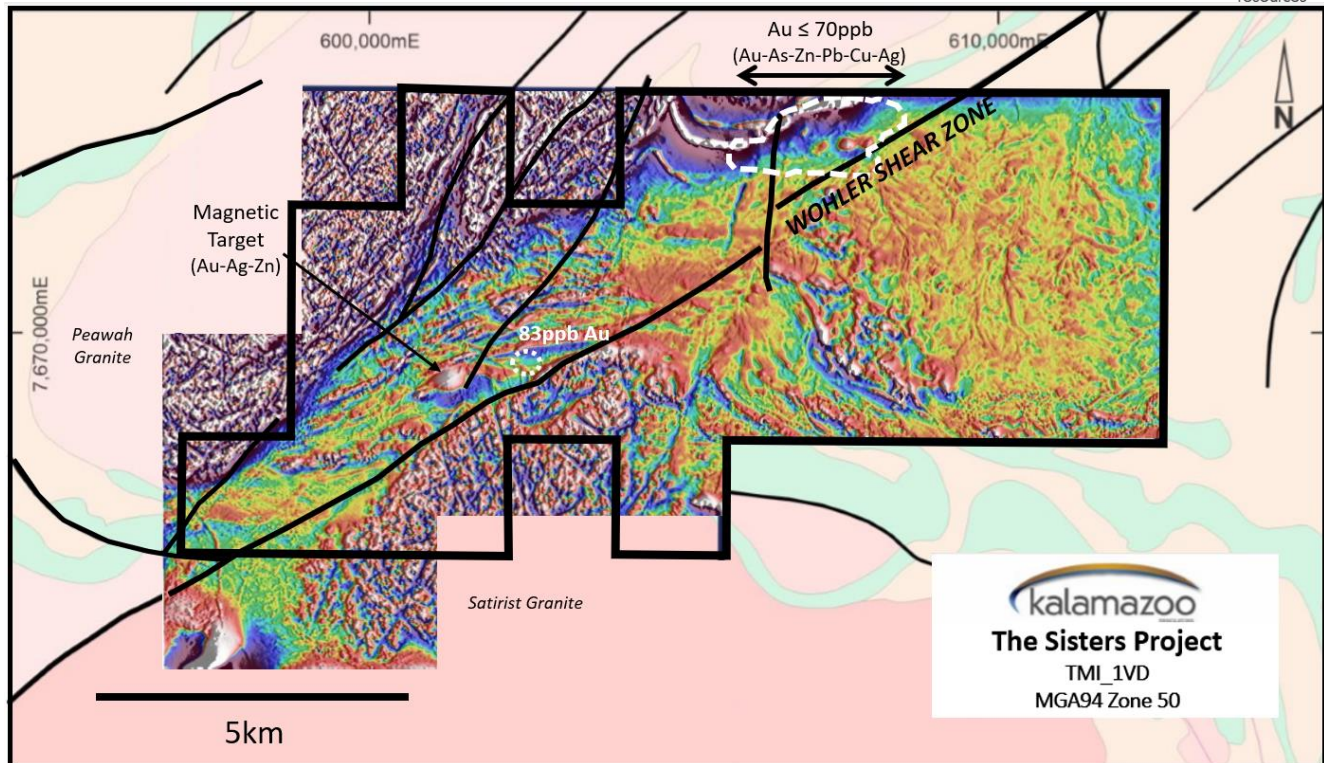 600,000mE
Au ≤ 70ppb
(Au-As-Zn-Pb-Cu-Ag)
610,000mE
N
WOHLER SHEAR ZONE
Magnetic
Target
(Au-Ag-Zn)
Peawah
Granite
7,670,000mE
83ppb Au
Satirist Granite
kalamazoo
The Sisters Project
TMI_1VD
MGA94 Zone 50
5km